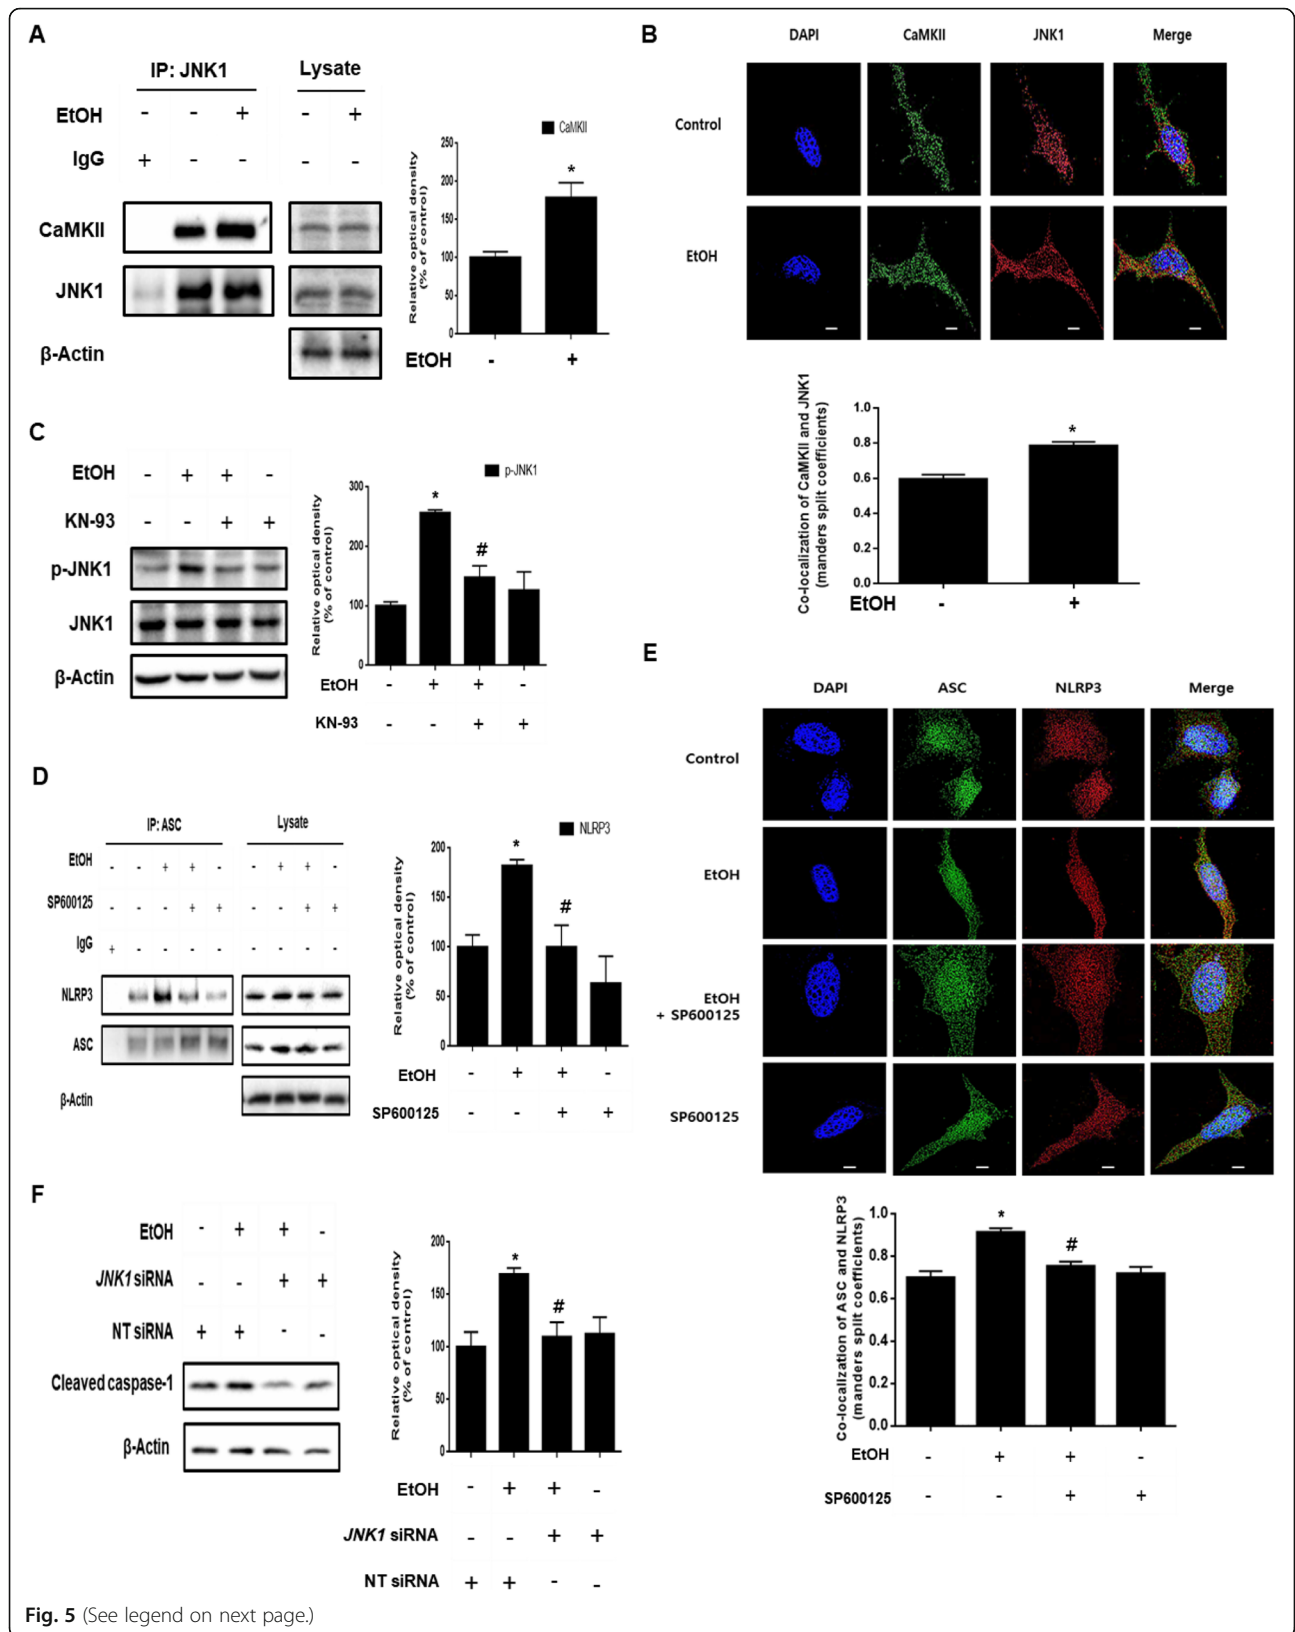 A
IP: JNK1 Lysate
EtOH - - + - +
IgG + - - - -
CaMKII
JNK1
β-Actin
CaMKII
Relative optical density
(% of control)
250
200
150
100
50
0
*
EtOH - +
B
DAPI CaMKII JNK1 Merge
Control
EtOH
Co-localization of CaMKII and JNK1
(manders split coefficients)
1.0
0.8
0.6
0.4
0.2
0.0
*
EtOH - +
C
EtOH - + + -
KN-93 - - + +
p-JNK1
JNK1
β-Actin
p-JNK1
Relative optical density
(% of control)
300
200
100
0
* #
EtOH - + + -
KN-93 - - + +
D
IP: ASC Lysate
EtOH - - + + - - + + -
SP600125 - - - + + - - + +
IgG + - - - - - - - -
NLRP3
ASC
β-Actin
NLRP3
Relative optical density
(% of control)
200
150
100
50
0
* #
EtOH - + + -
SP600125 - - + +
E
DAPI ASC NLRP3 Merge
Control
EtOH
EtOH
+ SP600125
SP600125
Co-localization of ASC and NLRP3
(manders split coefficients)
1.0
0.8
0.6
0.4
0.2
0.0
* #
EtOH - + + -
SP600125 - - + +
F
EtOH - + + -
JNK1 siRNA - - + +
NT siRNA + + - -
Cleaved caspase-1
β-Actin
Relative optical density
(% of control)
200
150
100
50
0
* #
EtOH - + + -
JNK1 siRNA - - + +
NT siRNA + + - -
Fig. 5 (See legend on next page.)